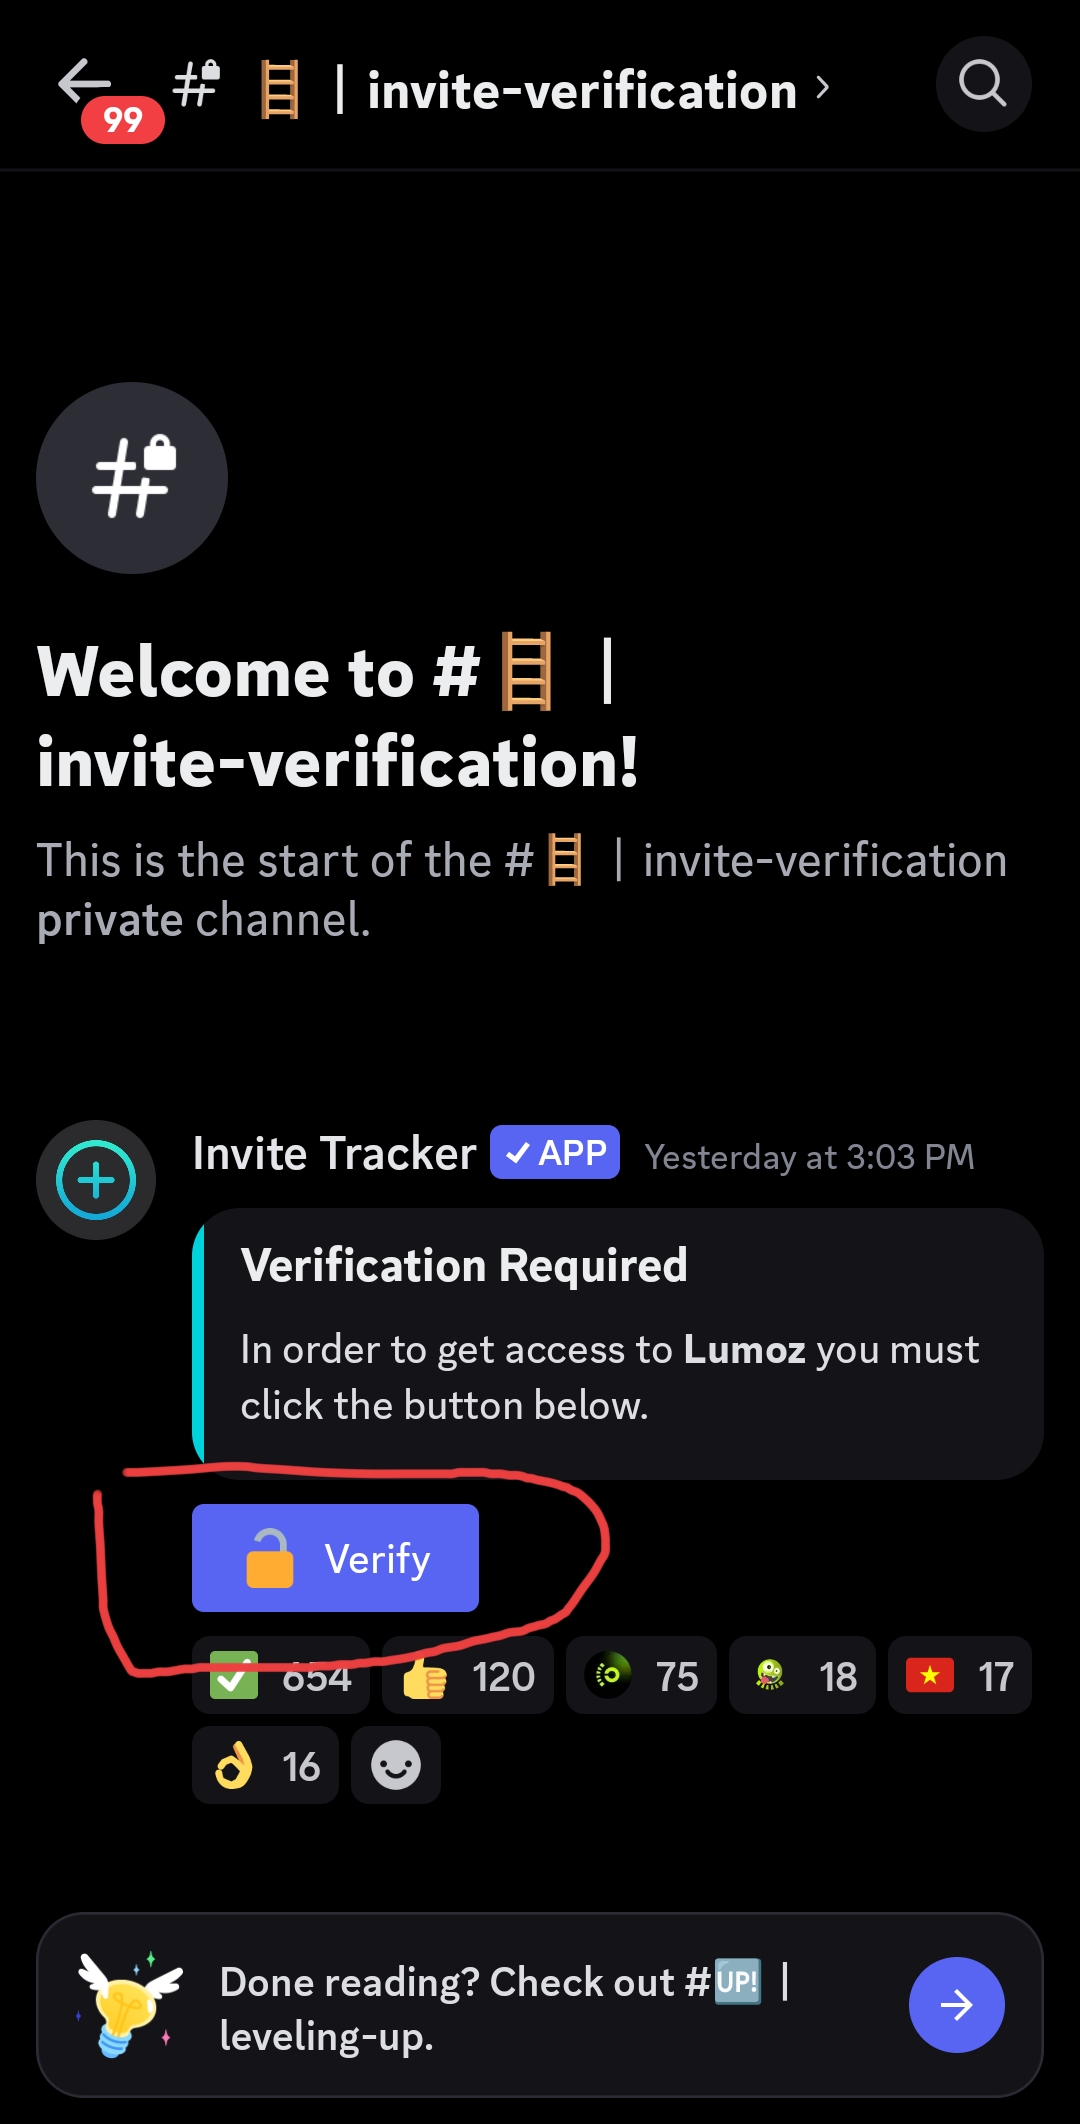 99
# 🪜 | invite-verification
Welcome to #🪜 |
invite-verification!
This is the start of the #🪜 | invite-verification
private channel.
Invite Tracker ✓ APP Yesterday at 3:03 PM
Verification Required
In order to get access to Lumoz you must
click the button below.
🔓 Verify
✅ 654 👍 120 75 18 🇻🇳 17
👌 16
Done reading? Check out #🆙 |
leveling-up.